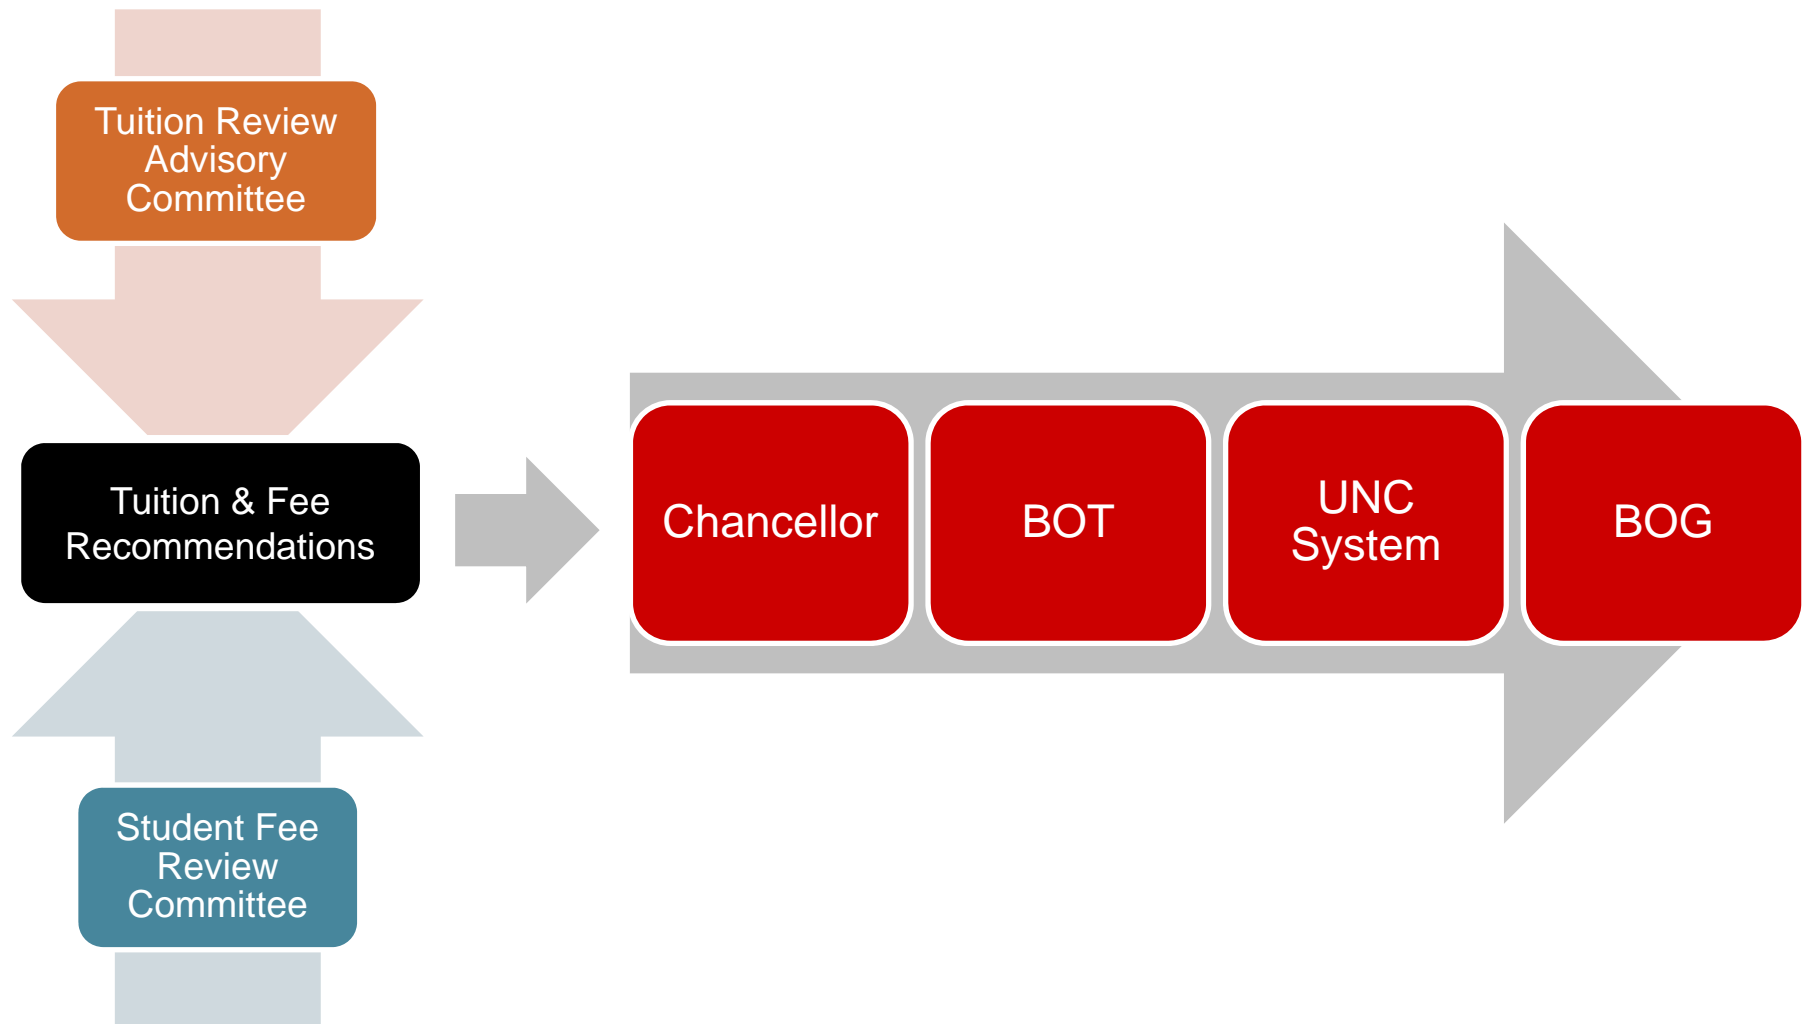 Tuition Review
Advisory
Committee
Tuition & Fee
Recommendations
Student Fee
Review
Committee
Chancellor
BOT
UNC
System
BOG